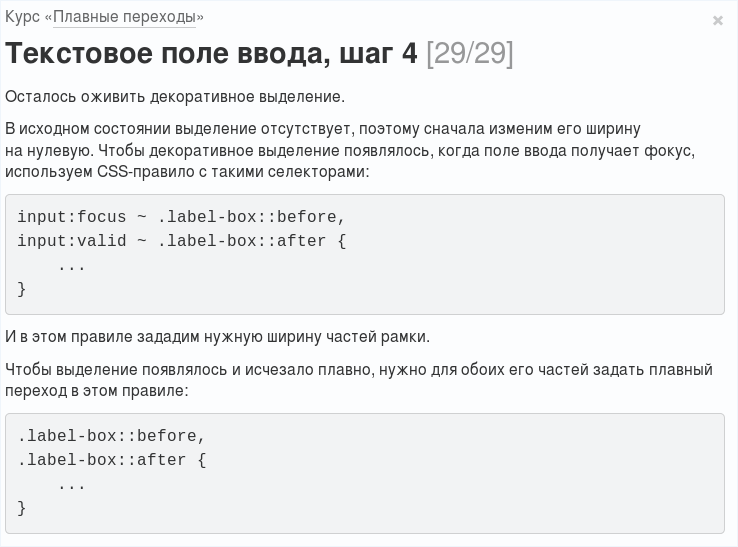 Курс «Плавные переходы»
×
Текстовое поле ввода, шаг 4 [29/29]
Осталось оживить декоративное выделение.
В исходном состоянии выделение отсутствует, поэтому сначала изменим его ширину
на нулевую. Чтобы декоративное выделение появлялось, когда поле ввода получает фокус,
используем CSS-правило с такими селекторами:
input:focus ~ .label-box::before,
input:valid ~ .label-box::after {
    ...
}
И в этом правиле зададим нужную ширину частей рамки.
Чтобы выделение появлялось и исчезало плавно, нужно для обоих его частей задать плавный
переход в этом правиле:
.label-box::before,
.label-box::after {
    ...
}